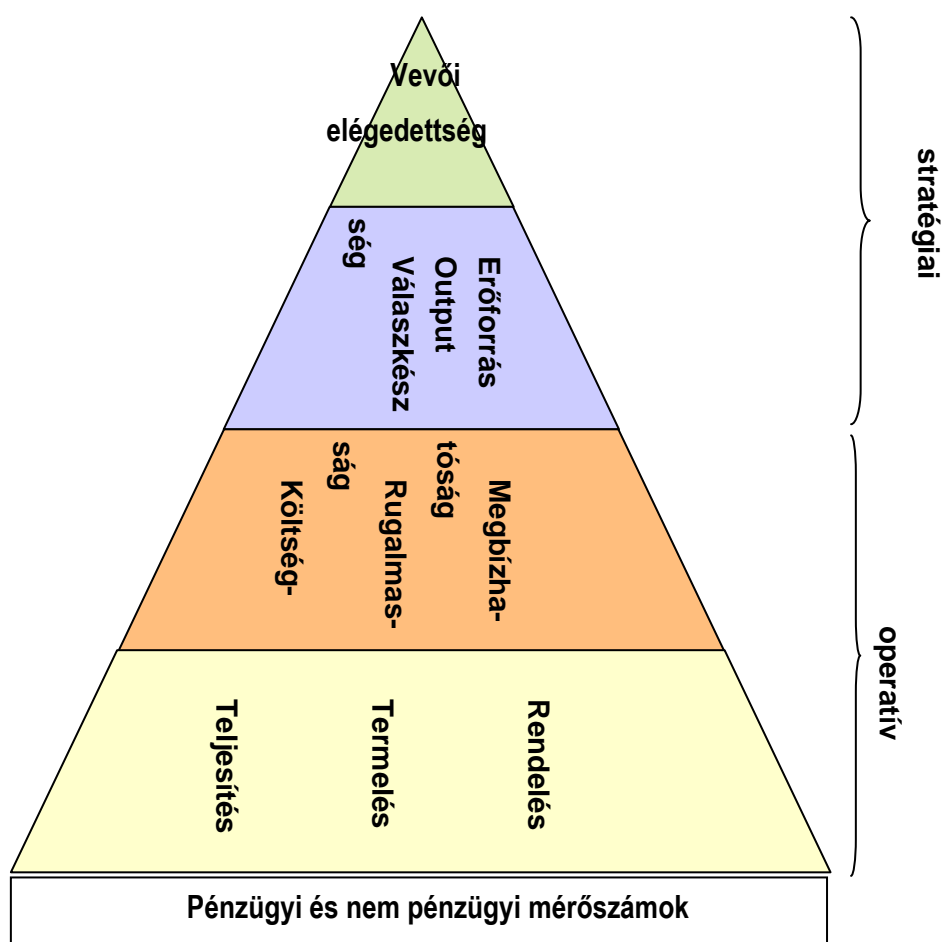 Vevői
elégedettség
Erőforrás
Output
Válaszkész
ség
Megbízha-
tóság
Rugalmas-
ság
Költség-
Rendelés
Termelés
Teljesítés
Pénzügyi és nem pénzügyi mérőszámok
stratégiai
operatív